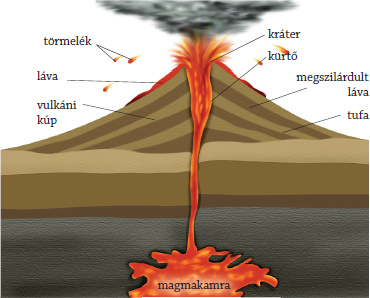 törmelék
láva
vulkáni
kúp
kráter
kürtő
megszilárdult
láva
tufa
magmakamra